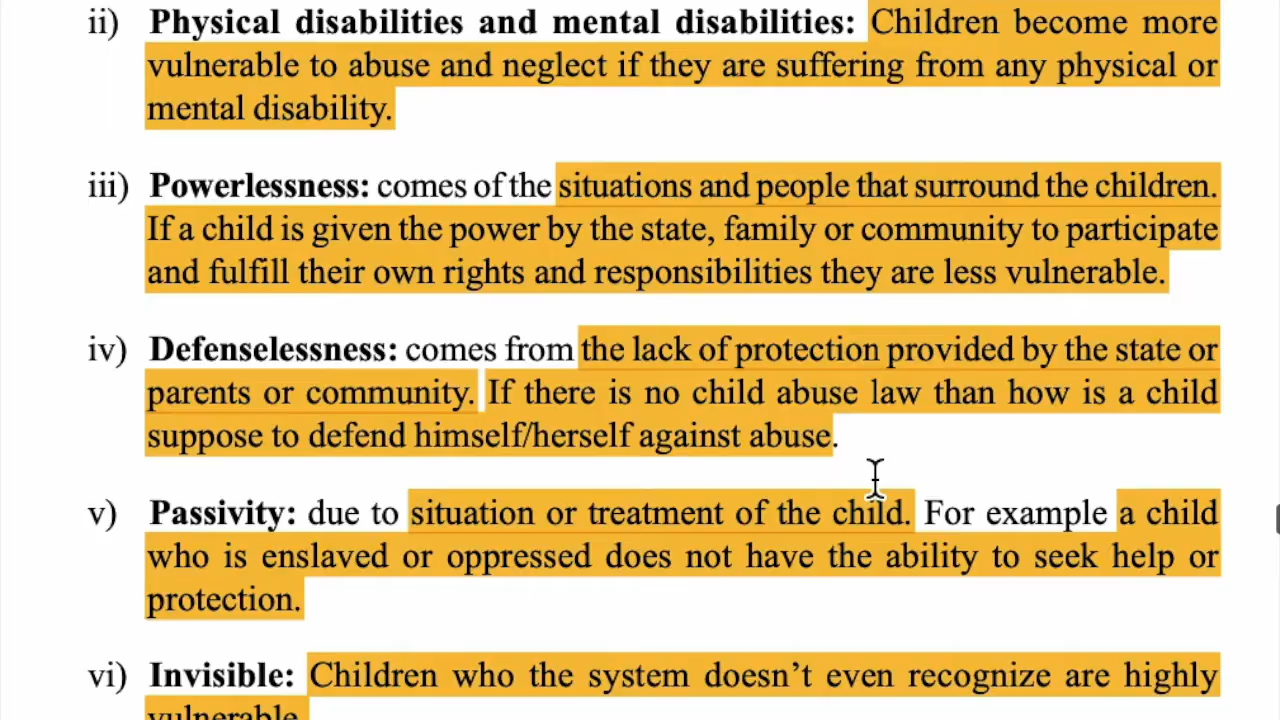 ii) Physical disabilities and mental disabilities: Children become more
vulnerable to abuse and neglect if they are suffering from any physical or
mental disability.
iii) Powerlessness: comes of the situations and people that surround the children.
If a child is given the power by the state, family or community to participate
and fulfill their own rights and responsibilities they are less vulnerable.
iv) Defenselessness: comes from the lack of protection provided by the state or
parents or community. If there is no child abuse law than how is a child
suppose to defend himself/herself against abuse.
v) Passivity: due to situation or treatment of the child. For example a child
who is enslaved or oppressed does not have the ability to seek help or
protection.
vi) Invisible: Children who the system doesn’t even recognize are highly
vulnerable.